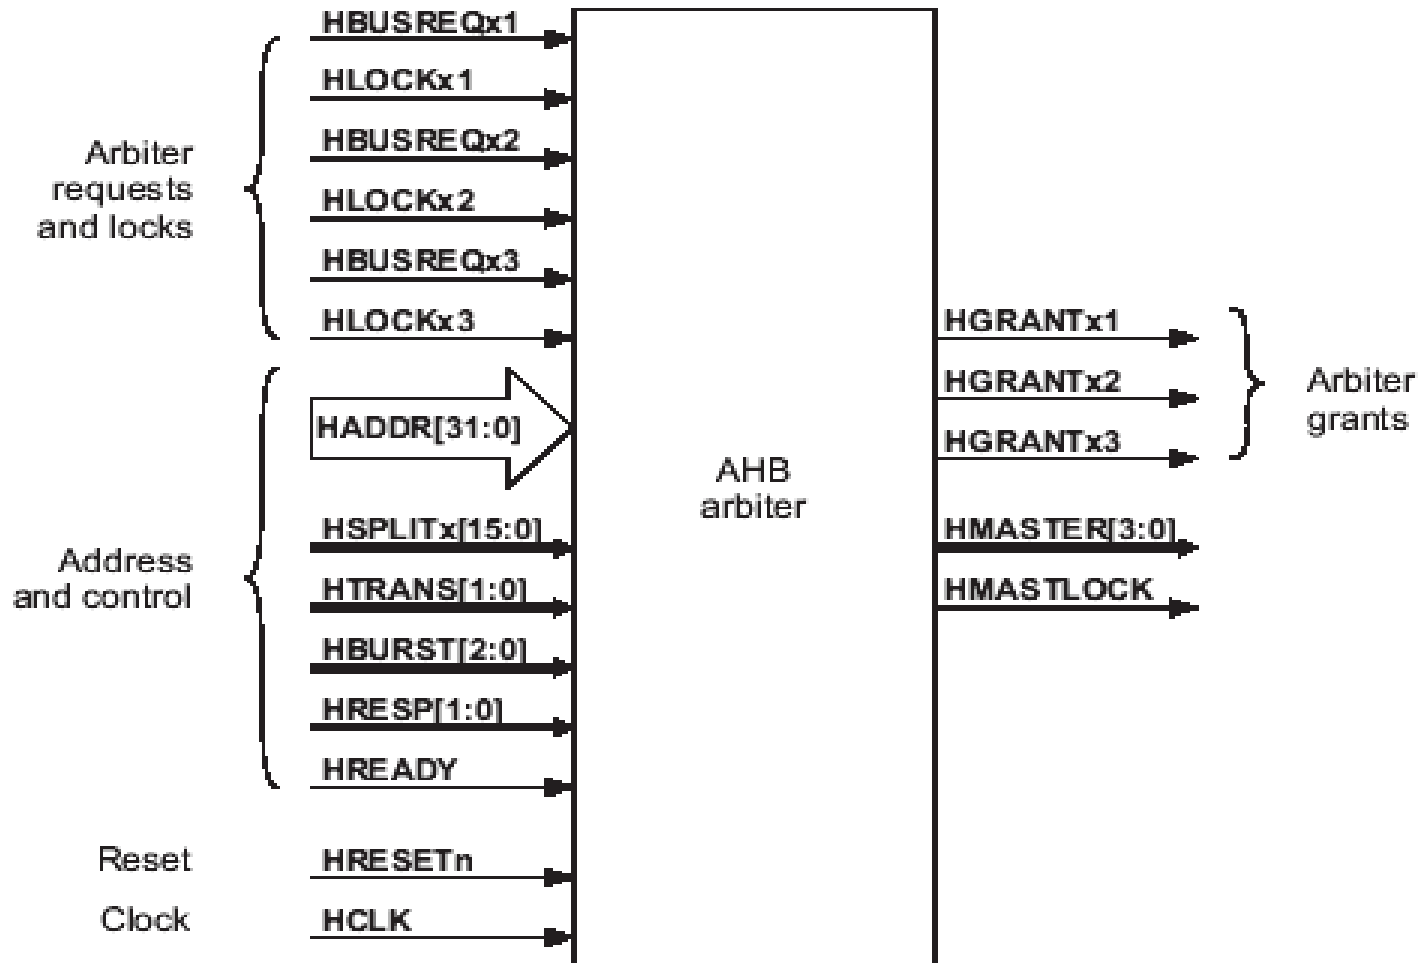 HBUSREQx1
HLOCKx1
HBUSREQx2
HLOCKx2
HBUSREQx3
HLOCKx3
Arbiter
requests
and locks
HADDR[31:0]
HSPLITx[15:0]
HTRANS[1:0]
HBURST[2:0]
HRESP[1:0]
HREADY
Address
and control
Reset
HRESETn
Clock
HCLK
AHB
arbiter
HGRANTx1
HGRANTx2
HGRANTx3
Arbiter
grants
HMASTER[3:0]
HMASTLOCK